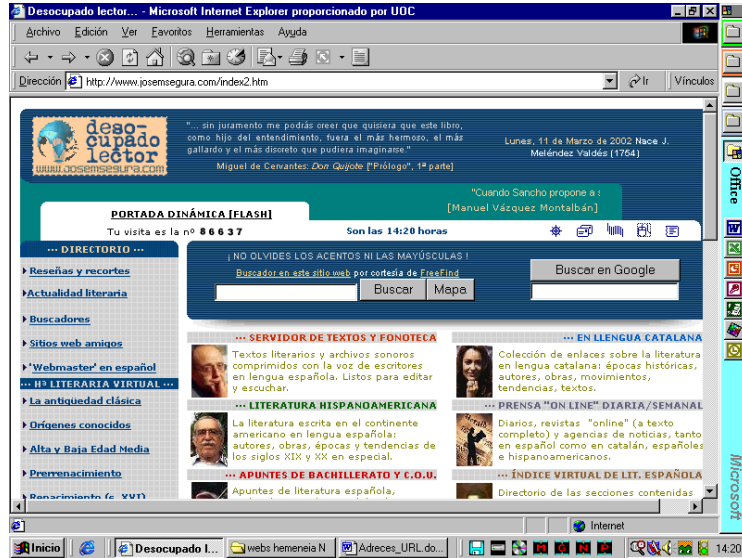 Desocupado lector... - Microsoft Internet Explorer proporcionado por UOC
Archivo Edición Ver Favoritos Herramientas Ayuda
Dirección http://www.josemsegura.com/index2.htm Ir Vínculos
deso-
cupado
lector
www.josemsegura.com
"... sin juramento me podrás creer que quisiera que este libro,
como hijo del entendimiento, fuera el más hermoso, el más
gallardo y el más discreto que pudiera imaginarse."
Miguel de Cervantes: Don Quijote ["Prólogo", 1ª parte]
Lunes, 11 de Marzo de 2002 Nace J.
Meléndez Valdés (1754)
"Cuando Sancho propone a
[Manuel Vázquez Montalbán]
PORTADA DINÁMICA [FLASH]
Tu visita es la nº 86637
Son las 14:20 horas
··· DIRECTORIO ···
Reseñas y recortes
Actualidad literaria
Buscadores
Sitios web amigos
'Webmaster' en español
··· Hª LITERARIA VIRTUAL ···
La antigüedad clásica
Orígenes conocidos
Alta y Baja Edad Media
Prerrenacimiento
Renacimiento (s. XVI)
¡ NO OLVIDES LOS ACENTOS NI LAS MAYÚSCULAS !
Buscador en este sitio web por cortesía de FreeFind
Buscar Mapa
Buscar en Google
··· SERVIDOR DE TEXTOS Y FONOTECA
Textos literarios y archivos sonoros
comprimidos con la voz de escritores
en lengua española. Listos para editar
y escuchar.
··· EN LLENGUA CATALANA
Colección de enlaces sobre la literatura
en lengua catalana: épocas históricas,
autores, obras, movimientos,
tendencias, textos.
··· LITERATURA HISPANOAMERICANA
La literatura escrita en el continente
americano en lengua española:
autores, obras, épocas y tendencias de
los siglos XIX y XX en especial.
··· PRENSA "ON LINE" DIARIA/SEMANAL
Diarios, revistas "online" (a texto
completo) y agencias de noticias, tanto
en español como en catalán, españoles
e hispanoamericanos.
··· APUNTES DE BACHILLERATO Y C.O.U.
Apuntes de literatura española,
··· ÍNDICE VIRTUAL DE LIT. ESPAÑOLA
Directorio de las secciones contenidas
Internet
Office
Microsoft
Inicio
Desocupado l...
webs hemeneia N
Adreces_URL.do...
14:20